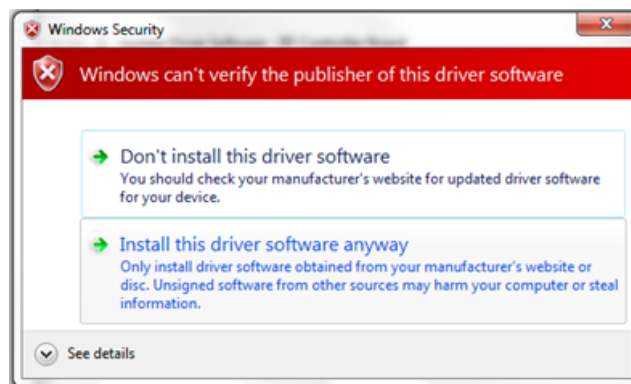 Windows Security
Windows can't verify the publisher of this driver software
Don't install this driver software
You should check your manufacturer's website for updated driver software
for your device.
Install this driver software anyway
Only install driver software obtained from your manufacturer's website or
disc. Unsigned software from other sources may harm your computer or steal
information.
See details